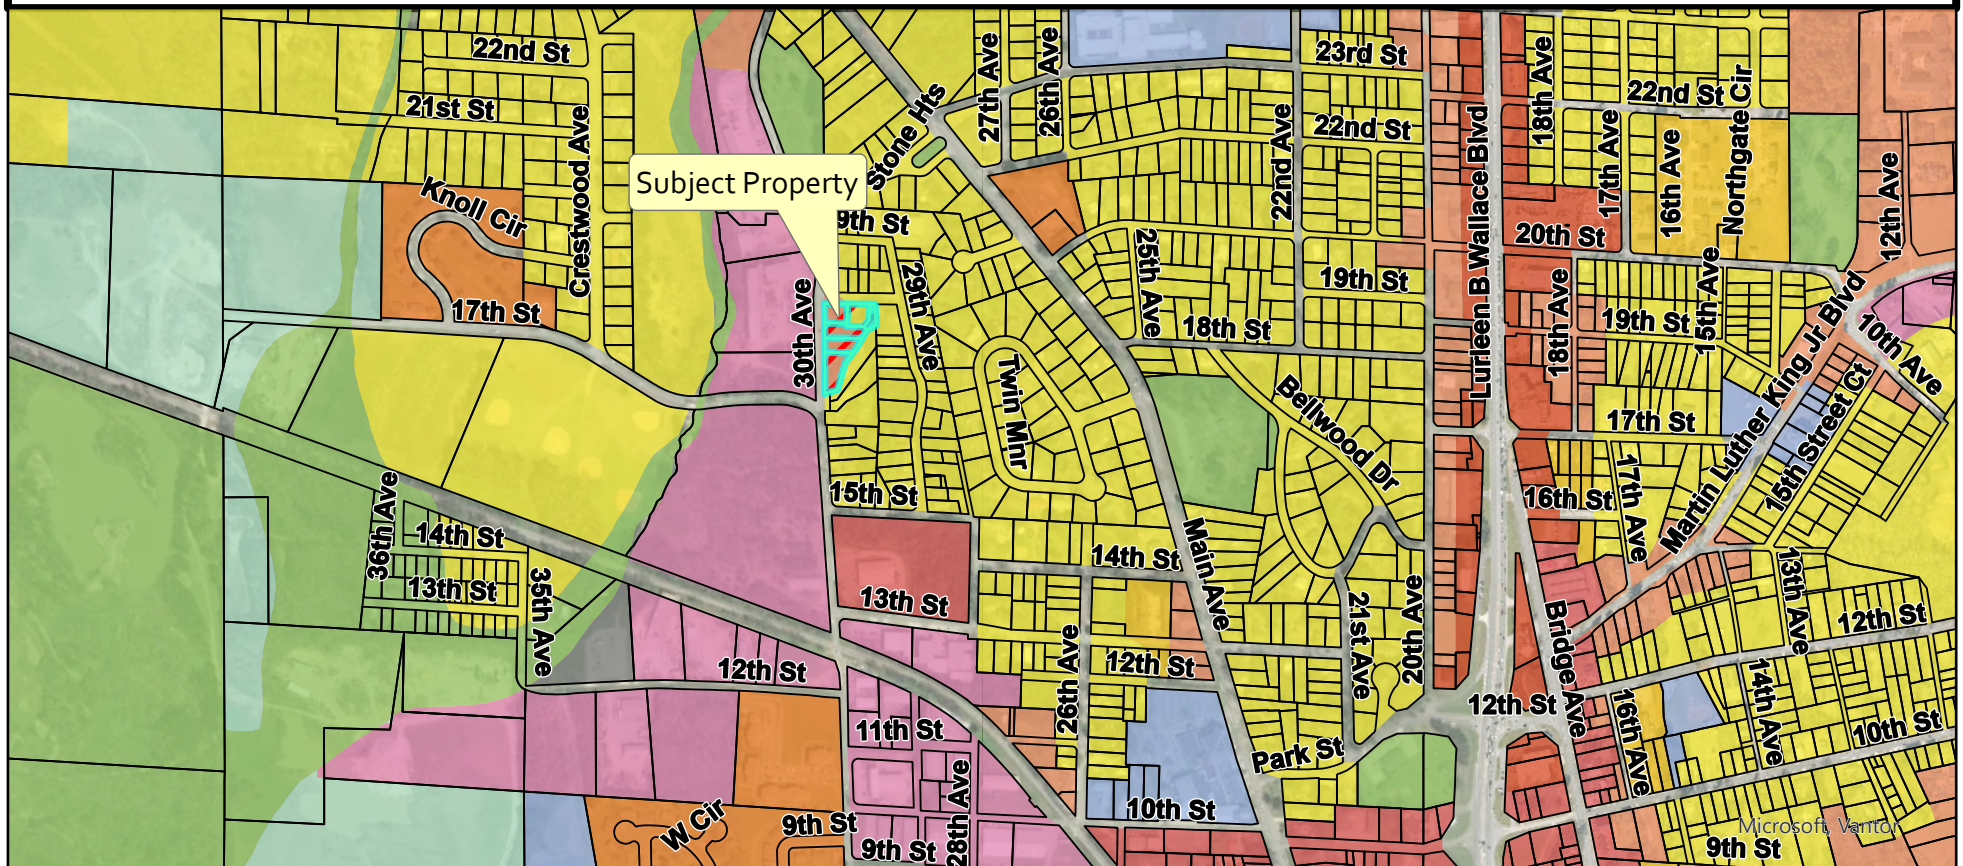 22nd St
27th Ave
26th Ave
23rd St
18th Ave
22nd St
Northgate Cir
21st St
Crestwood Ave
Stone Hts
22nd Ave
22nd St
Lurleen B Wallace Blvd
17th Ave
16th Ave
12th Ave
Subject Property
Knoll Cir
9th St
25th Ave
20th St
19th St
15th Ave
17th St
30th Ave
29th Ave
18th St
18th Ave
19th St
10th Ave
Twin Mnr
Bellwood Dr
17th St
Martin Luther King Jr Blvd
15th Street Ct
15th St
16th St
17th Ave
36th Ave
14th St
13th St
35th Ave
14th St
Main Ave
13th St
21st Ave
20th Ave
Bridge Ave
13th Ave
12th St
12th St
26th Ave
12th St
12th St
16th Ave
14th Ave
10th St
11th St
Park St
28th Ave
10th St
W Cir
9th St
9th St
9th St
Microsoft, Vantor